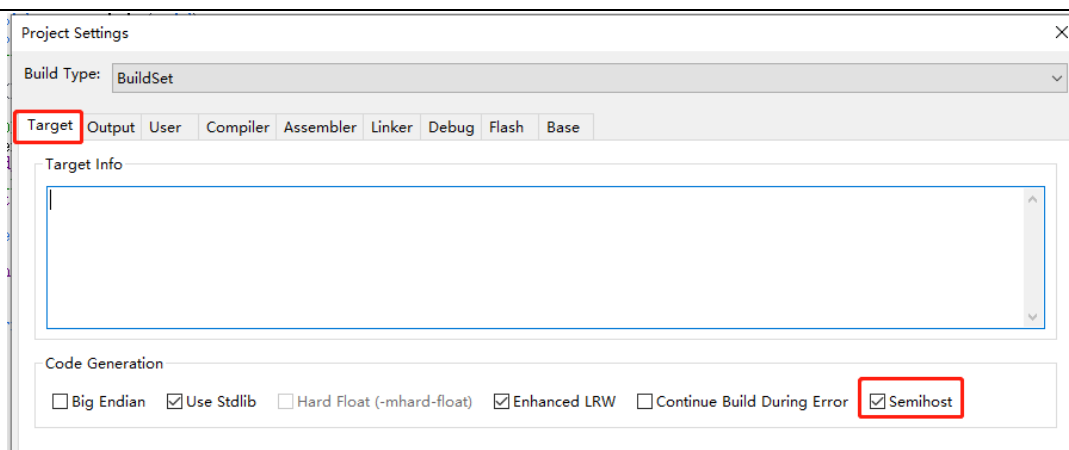 Project Settings
Build Type: BuildSet
Target Output User Compiler Assembler Linker Debug Flash Base
Target Info
Code Generation
Big Endian Use Stdlib Hard Float (-mhard-float) Enhanced LRW Continue Build During Error Semihost